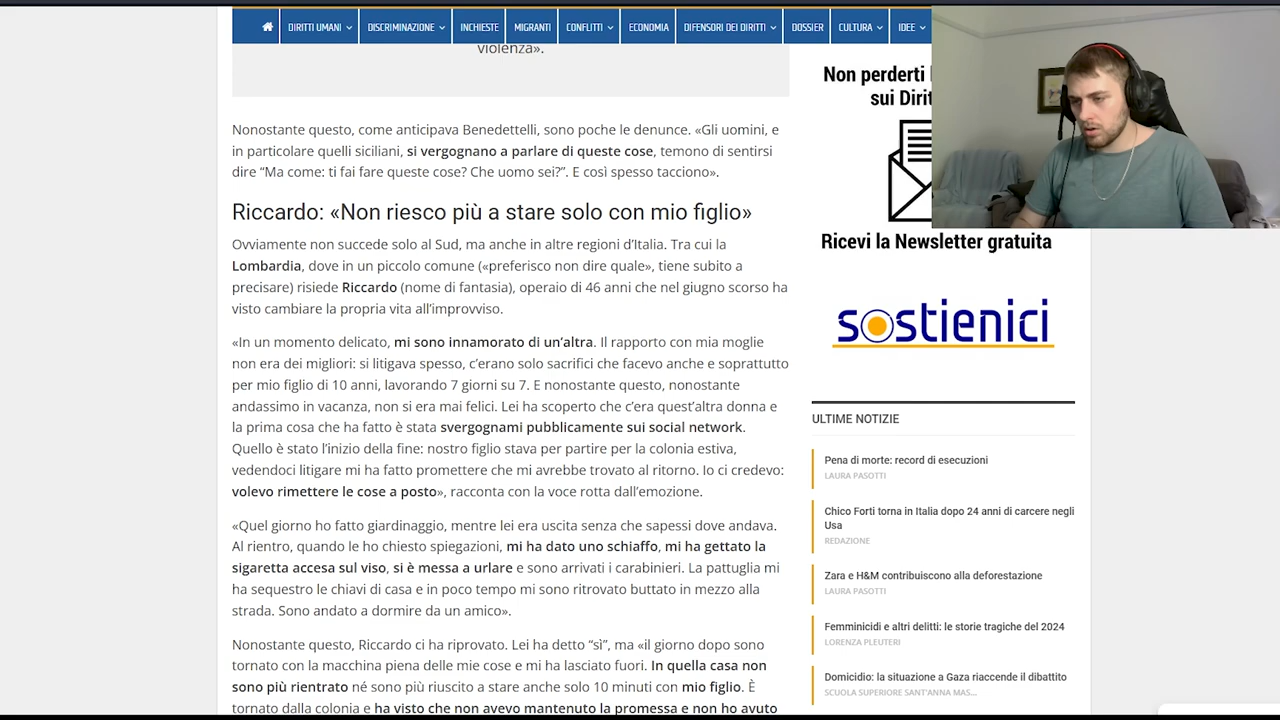 DIRITTI UMANI
DISCRIMINAZIONE
INCHIESTE
MIGRANTI
CONFLITTI
ECONOMIA
DIFENSORI DEI DIRITTI
DOSSIER
CULTURA
IDEE
violenza».
Nonostante questo, come anticipava Benedettelli, sono poche le denunce. «Gli uomini, e
in particolare quelli siciliani, si vergognano a parlare di queste cose, temono di sentirsi
dire “Ma come: ti fai fare queste cose? Che uomo sei?”. E così spesso tacciono».
Riccardo: «Non riesco più a stare solo con mio figlio»
Ovviamente non succede solo al Sud, ma anche in altre regioni d’Italia. Tra cui la
Lombardia, dove in un piccolo comune («preferisco non dire quale», tiene subito a
precisare) risiede Riccardo (nome di fantasia), operaio di 46 anni che nel giugno scorso ha
visto cambiare la propria vita all’improvviso.
«In un momento delicato, mi sono innamorato di un’altra. Il rapporto con mia moglie
non era dei migliori: si litigava spesso, c’erano solo sacrifici che facevo anche e soprattutto
per mio figlio di 10 anni, lavorando 7 giorni su 7. E nonostante questo, nonostante
andassimo in vacanza, non si era mai felici. Lei ha scoperto che c’era quest’altra donna e
la prima cosa che ha fatto è stata svergognami pubblicamente sui social network.
Quello è stato l’inizio della fine: nostro figlio stava per partire per la colonia estiva,
vedendoci litigare mi ha fatto promettere che mi avrebbe trovato al ritorno. Io ci credevo:
volevo rimettere le cose a posto», racconta con la voce rotta dall’emozione.
«Quel giorno ho fatto giardinaggio, mentre lei era uscita senza che sapessi dove andava.
Al rientro, quando le ho chiesto spiegazioni, mi ha dato uno schiaffo, mi ha gettato la
sigaretta accesa sul viso, si è messa a urlare e sono arrivati i carabinieri. La pattuglia mi
ha sequestro le chiavi di casa e in poco tempo mi sono ritrovato buttato in mezzo alla
strada. Sono andato a dormire da un amico».
Nonostante questo, Riccardo ci ha riprovato. Lei ha detto “sì”, ma «il giorno dopo sono
tornato con la macchina piena delle mie cose e mi ha lasciato fuori. In quella casa non
sono più rientrato né sono più riuscito a stare anche solo 10 minuti con mio figlio. È
tornato dalla colonia e ha visto che non avevo mantenuto la promessa e non ho avuto
Non perderti
sui Dirit
Ricevi la Newsletter gratuita
sostienici
ULTIME NOTIZIE
Pena di morte: record di esecuzioni
LAURA PASOTTI
Chico Forti torna in Italia dopo 24 anni di carcere negli
Usa
REDAZIONE
Zara e H&M contribuiscono alla deforestazione
LAURA PASOTTI
Femminicidi e altri delitti: le storie tragiche del 2024
LORENZA PLEUTERI
Domicidio: la situazione a Gaza riaccende il dibattito
SCUOLA SUPERIORE SANT'ANNA MAS...